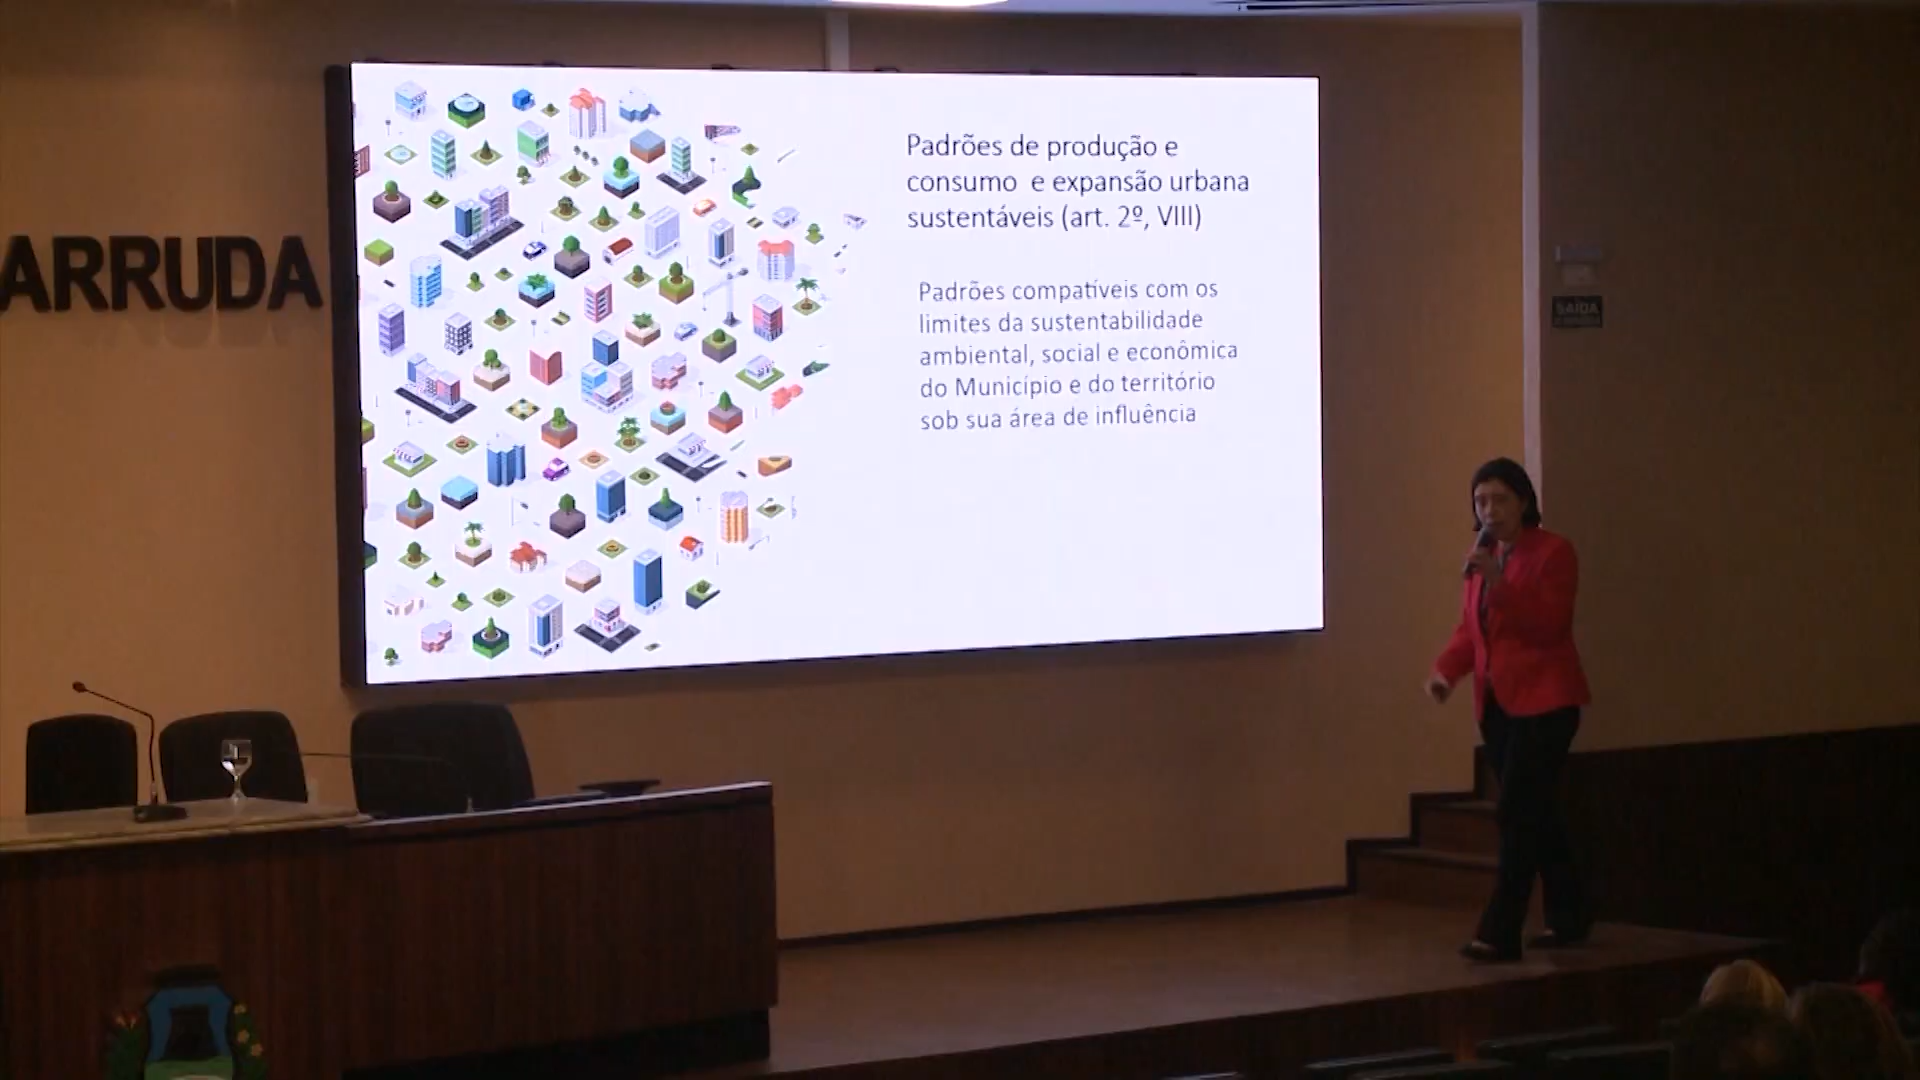 ARRUDA
Padrões de produção e
consumo e expansão urbana
sustentáveis (art. 2º, VIII)
Padrões compatíveis com os
limites da sustentabilidade
ambiental, social e econômica
do Município e do território
sob sua área de influência
SAÍDA